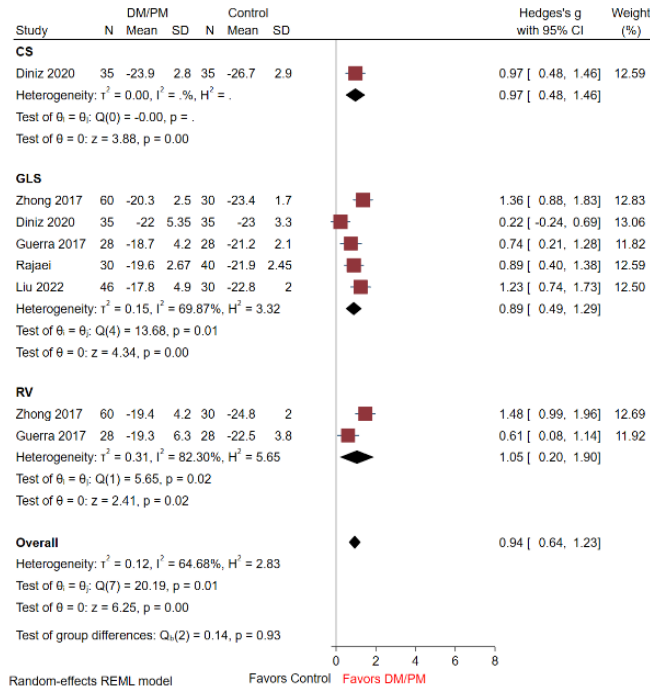 DM/PM Control Hedges's g Weight
Study N Mean SD N Mean SD with 95% CI (%)
CS
Diniz 2020 35 -23.9 2.8 35 -26.7 2.9 0.97 [ 0.48, 1.46] 12.59
Heterogeneity: τ² = 0.00, I² = .%, H² = . 0.97 [ 0.48, 1.46]
Test of θᵢ = θⱼ: Q(0) = -0.00, p = .
Test of θ = 0: z = 3.88, p = 0.00
GLS
Zhong 2017 60 -20.3 2.5 30 -23.4 1.7 1.36 [ 0.88, 1.83] 12.83
Diniz 2020 35 -22 5.35 35 -23 3.3 0.22 [ -0.24, 0.69] 13.06
Guerra 2017 28 -18.7 4.2 28 -21.2 2.1 0.74 [ 0.21, 1.28] 11.82
Rajaei 30 -19.6 2.67 40 -21.9 2.45 0.89 [ 0.40, 1.38] 12.59
Liu 2022 46 -17.8 4.9 30 -22.8 2 1.23 [ 0.74, 1.73] 12.50
Heterogeneity: τ² = 0.15, I² = 69.87%, H² = 3.32 0.89 [ 0.49, 1.29]
Test of θᵢ = θⱼ: Q(4) = 13.68, p = 0.01
Test of θ = 0: z = 4.34, p = 0.00
RV
Zhong 2017 60 -19.4 4.2 30 -24.8 2 1.48 [ 0.99, 1.96] 12.69
Guerra 2017 28 -19.3 6.3 28 -22.5 3.8 0.61 [ 0.08, 1.14] 11.92
Heterogeneity: τ² = 0.31, I² = 82.30%, H² = 5.65 1.05 [ 0.20, 1.90]
Test of θᵢ = θⱼ: Q(1) = 5.65, p = 0.02
Test of θ = 0: z = 2.41, p = 0.02
Overall 0.94 [ 0.64, 1.23]
Heterogeneity: τ² = 0.12, I² = 64.68%, H² = 2.83
Test of θᵢ = θⱼ: Q(7) = 20.19, p = 0.01
Test of θ = 0: z = 6.25, p = 0.00
Test of group differences: Q_b(2) = 0.14, p = 0.93
0 2 4 6 8
Random-effects REML model Favors Control Favors DM/PM